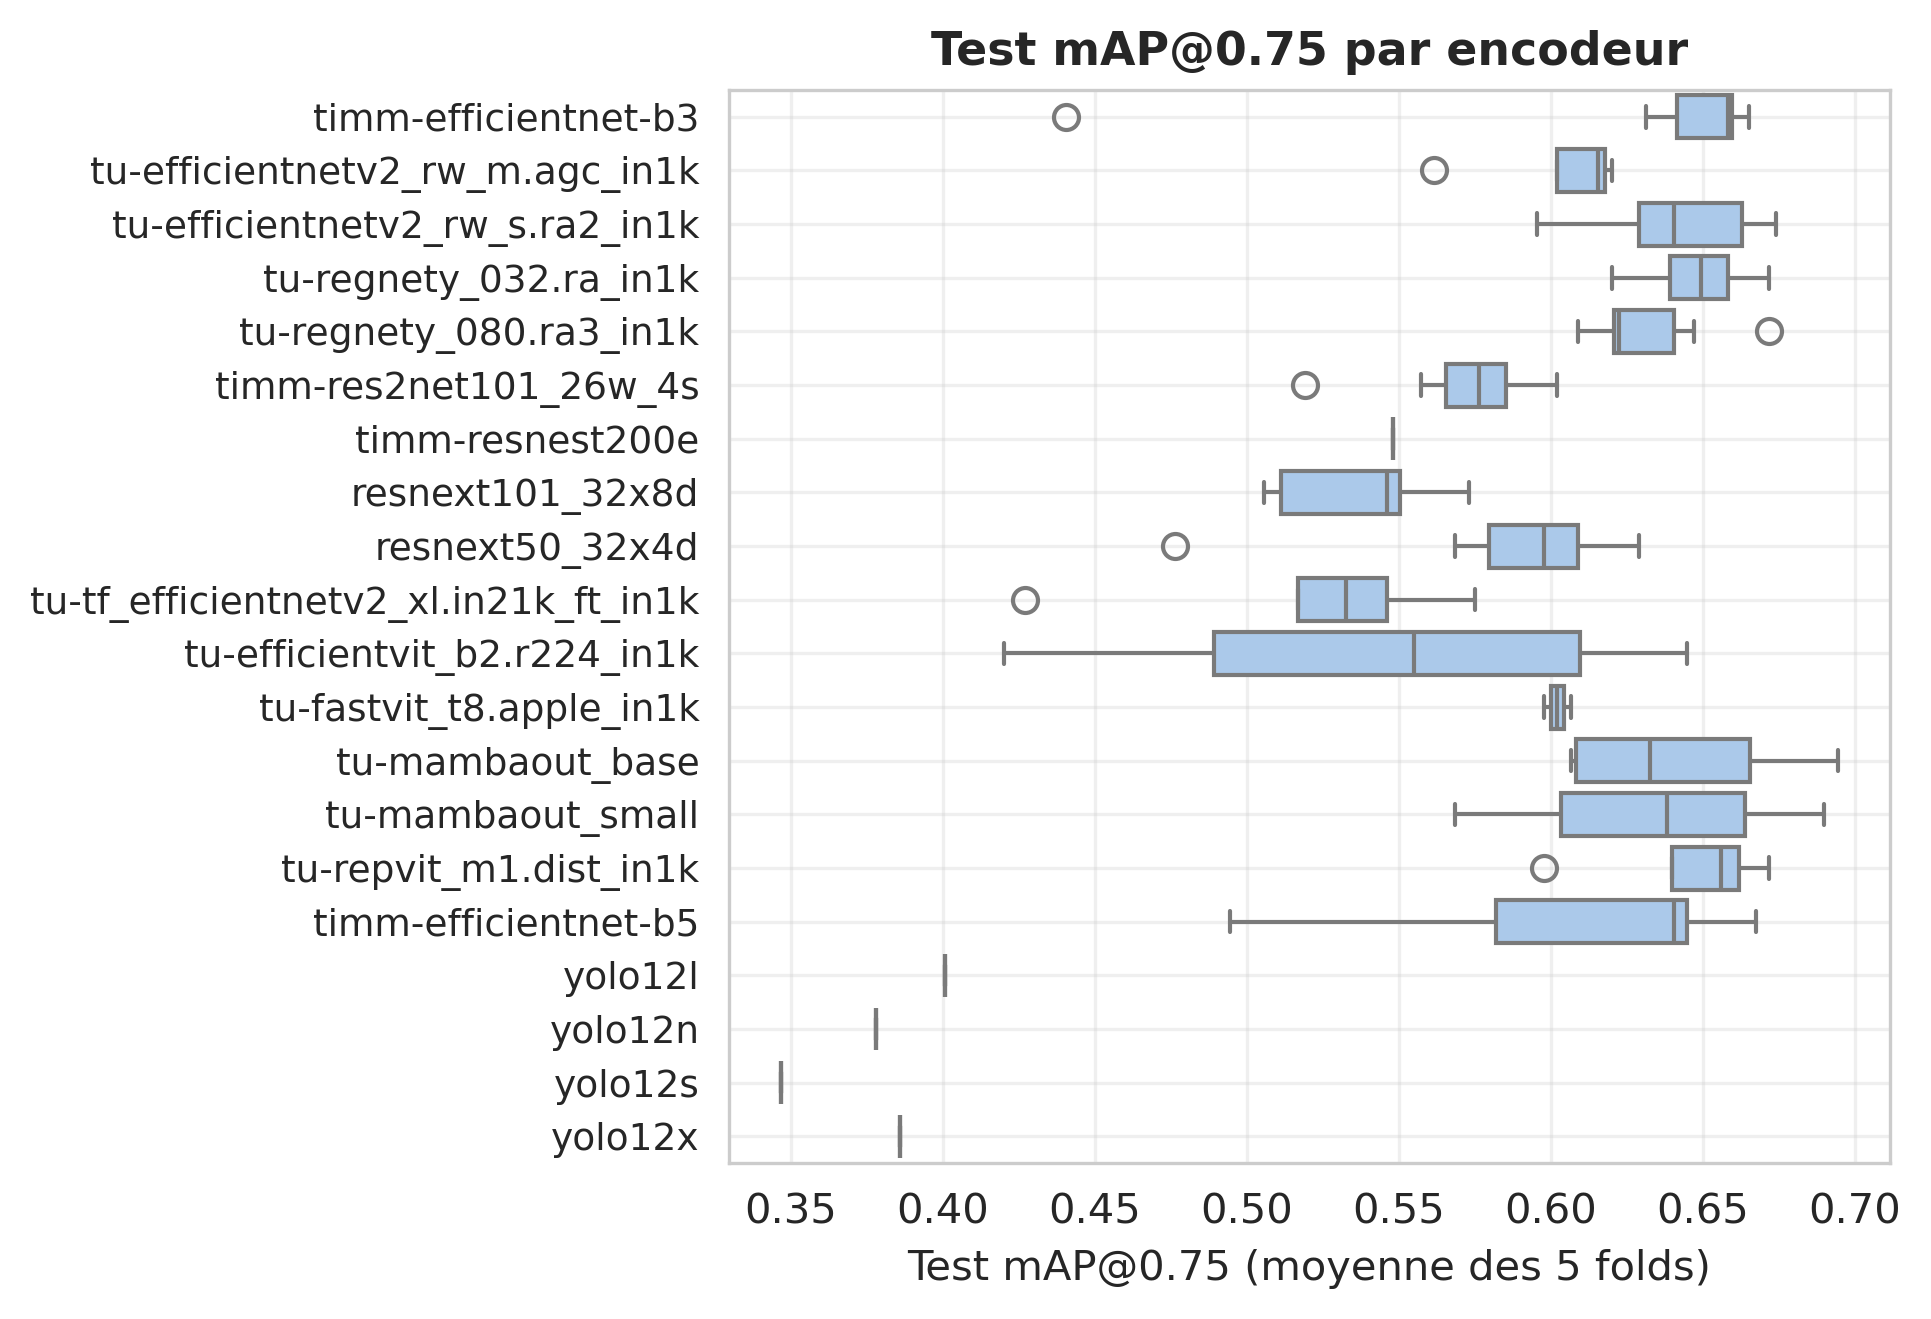 Test mAP@0.75 par encodeur
timm-efficientnet-b3
tu-efficientnetv2_rw_m.agc_in1k
tu-efficientnetv2_rw_s.ra2_in1k
tu-regnety_032.ra_in1k
tu-regnety_080.ra3_in1k
timm-res2net101_26w_4s
timm-resnest200e
resnext101_32x8d
resnext50_32x4d
tu-tf_efficientnetv2_xl.in21k_ft_in1k
tu-efficientvit_b2.r224_in1k
tu-fastvit_t8.apple_in1k
tu-mambaout_base
tu-mambaout_small
tu-repvit_m1.dist_in1k
timm-efficientnet-b5
yolo12l
yolo12n
yolo12s
yolo12x
0.35 0.40 0.45 0.50 0.55 0.60 0.65 0.70
Test mAP@0.75 (moyenne des 5 folds)